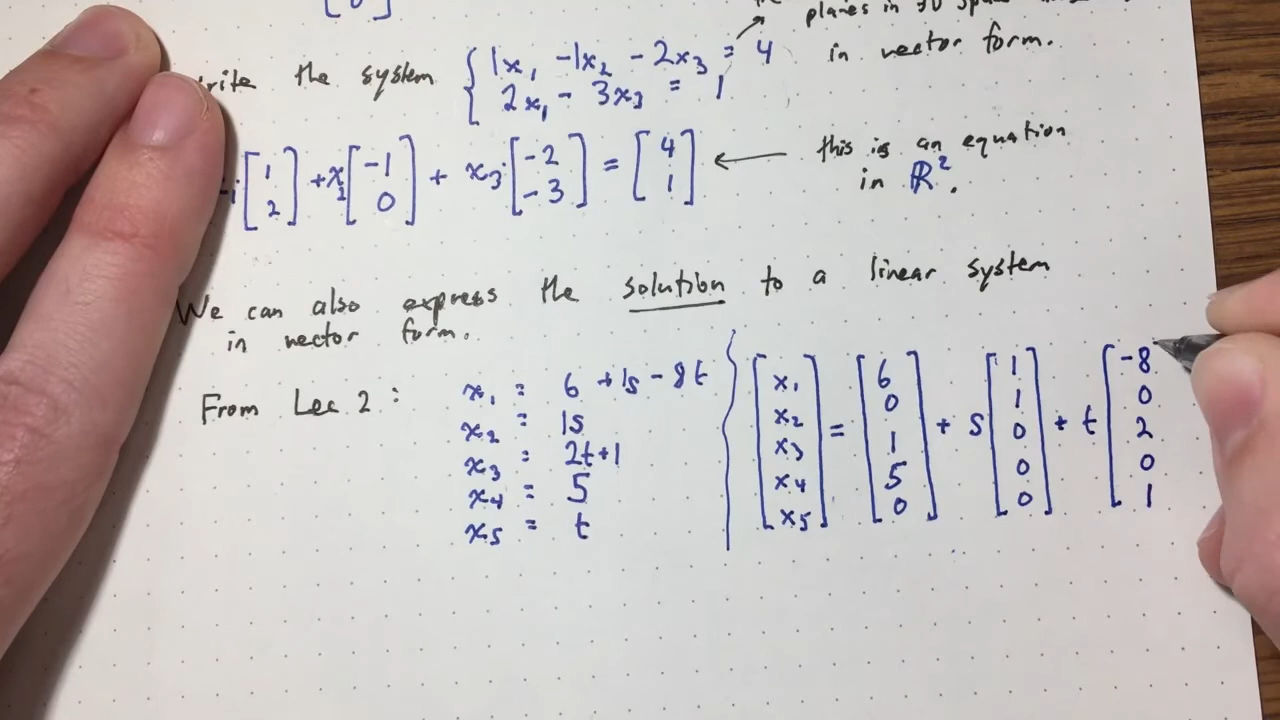 planes in 3D space
write the system { 1x₁ -1x₂ - 2x₃ = 4
2x₁ - 3x₃ = 1
in vector form.
[1 2] + x₂ [-1 0] + x₃ [-2 -3] = [4 1] ← this is an equation
in ℝ².
We can also express the solution to a linear system
in vector form.
From Lec 2:
x₁ = 6 + 1s - 8t
x₂ = 1s
x₃ = 2t+1
x₄ = 5
x₅ = t
[x₁ x₂ x₃ x₄ x₅] = [6 0 1 5 0] + s [1 1 0 0 0] + t [-8 0 2 0 1]